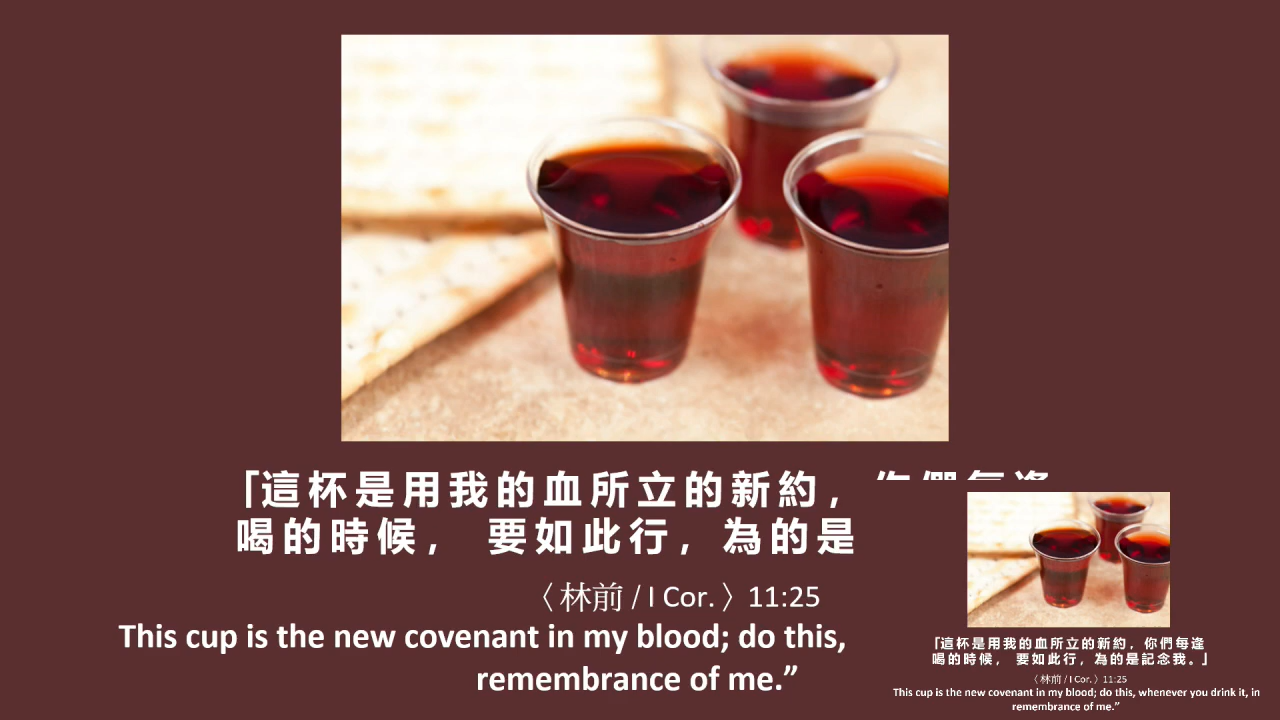 「這杯是用我的血所立的新約，你們每逢
喝的時候， 要如此行，為的是
〈林前 / I Cor.〉11:25
This cup is the new covenant in my blood; do this,
remembrance of me.”
「這杯是用我的血所立的新約，你們每逢
喝的時候， 要如此行，為的是記念我。」
〈林前 / I Cor.〉11:25
This cup is the new covenant in my blood; do this, whenever you drink it, in
remembrance of me.”